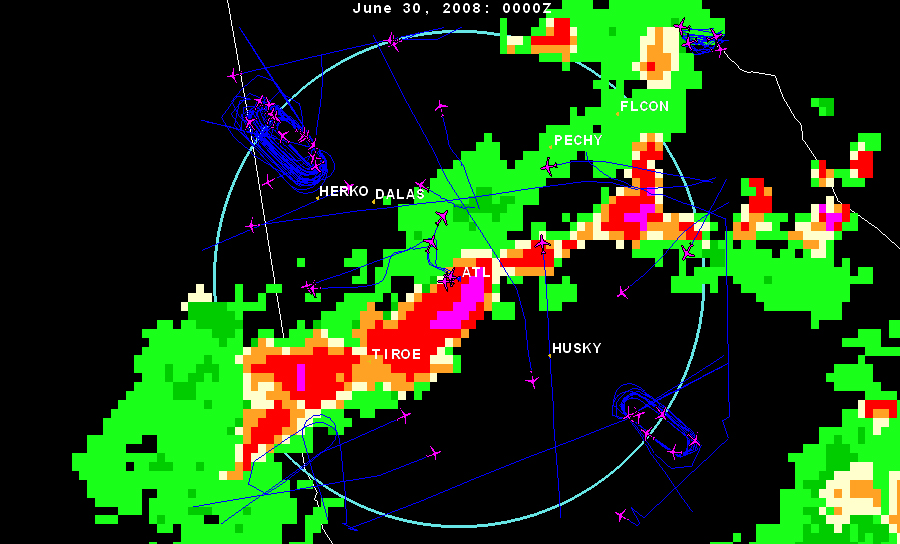 June 30, 2008: 0000Z
FLCON
PECHY
HERKO
DALAS
ATL
HUSKY
TIROE